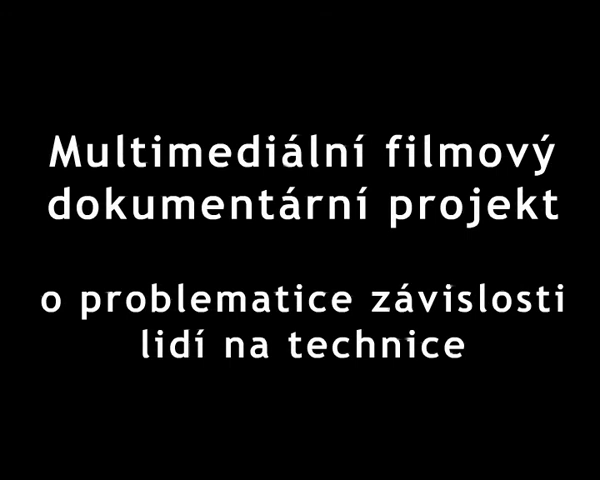 Multimediální filmový
dokumentární projekt
o problematice závislosti
lidí na technice